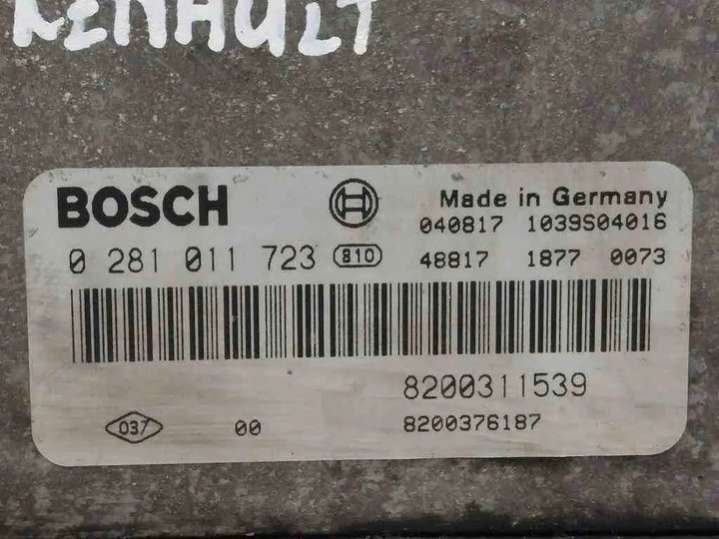 RENAULT
BOSCH
Made in Germany
040817 1039S04016
0 281 011 723 810 48817 1877 0073
8200311539
037 00 8200376187